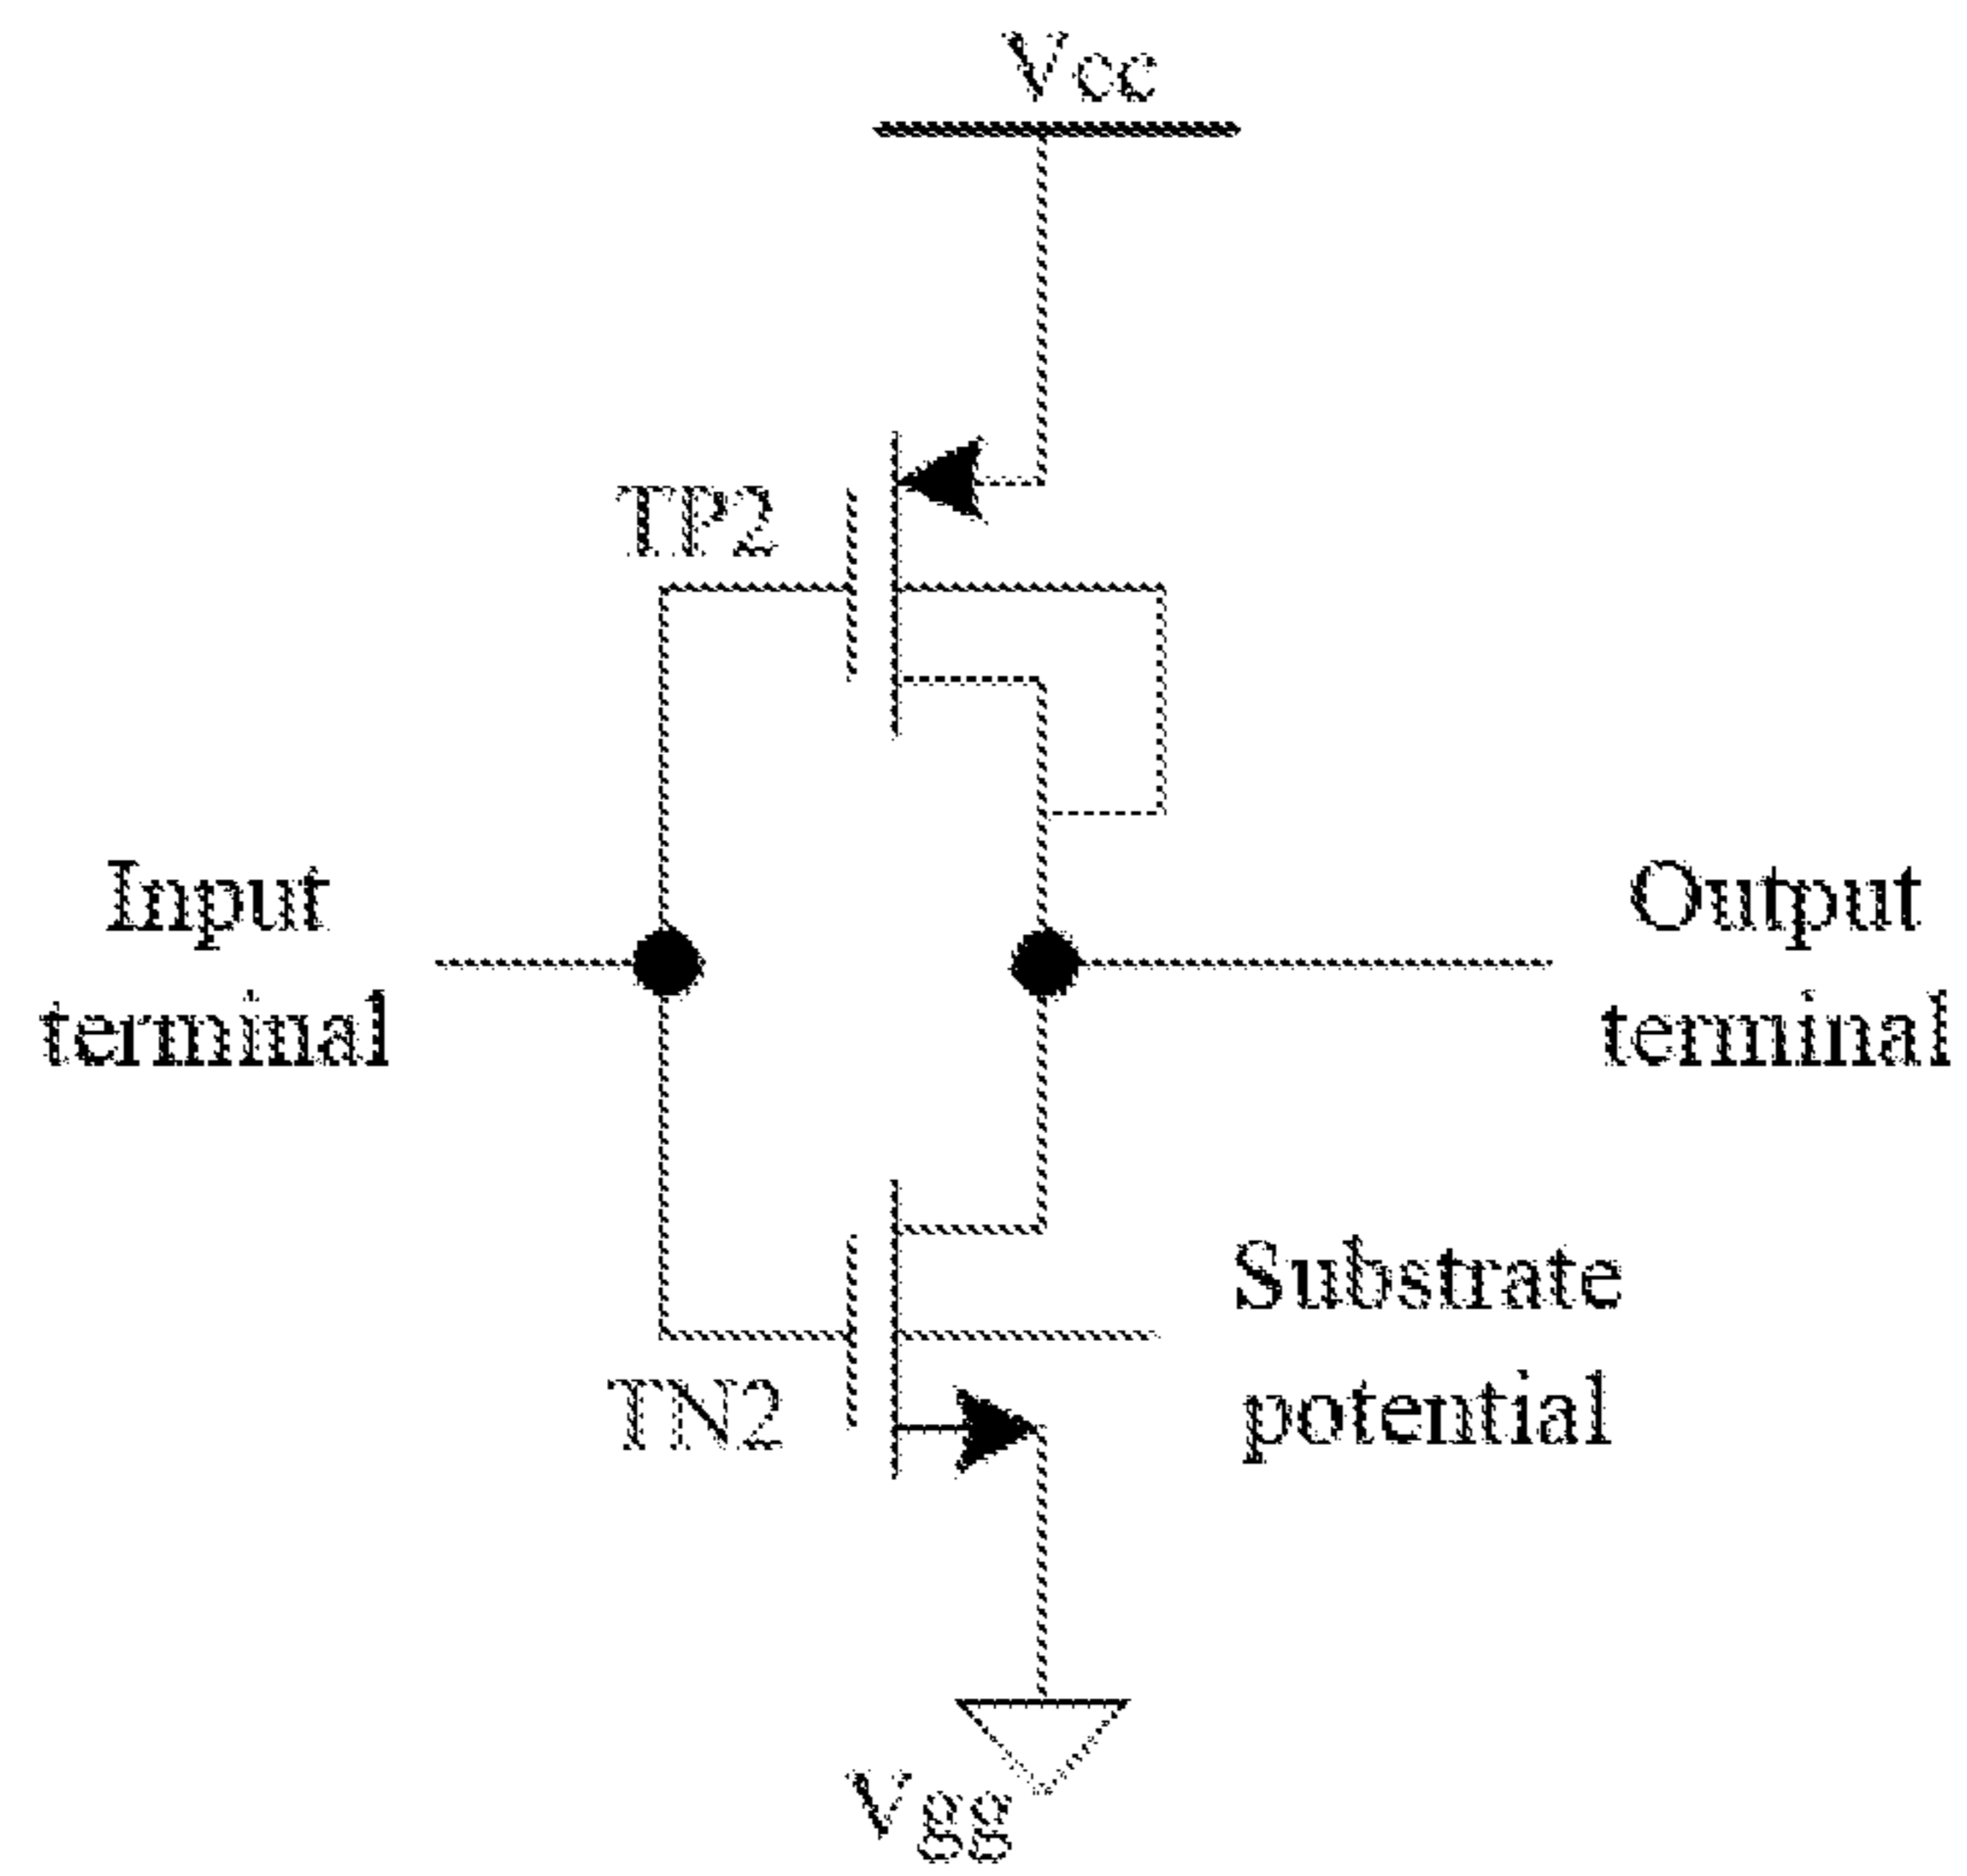 Vcc
TP2
Input
terminal
Output
terminal
Substrate
potential
TN2
Vgg